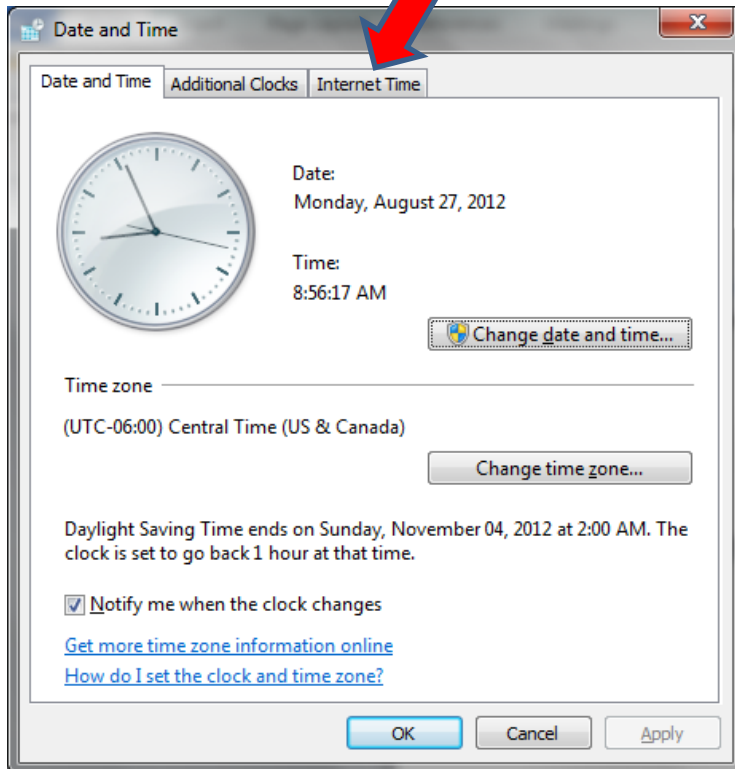 Date and Time
Date and Time
Additional Clocks
Internet Time
Date:
Monday, August 27, 2012
Time:
8:56:17 AM
Change date and time...
Time zone
(UTC-06:00) Central Time (US & Canada)
Change time zone...
Daylight Saving Time ends on Sunday, November 04, 2012 at 2:00 AM. The
clock is set to go back 1 hour at that time.
Notify me when the clock changes
Get more time zone information online
How do I set the clock and time zone?
OK
Cancel
Apply